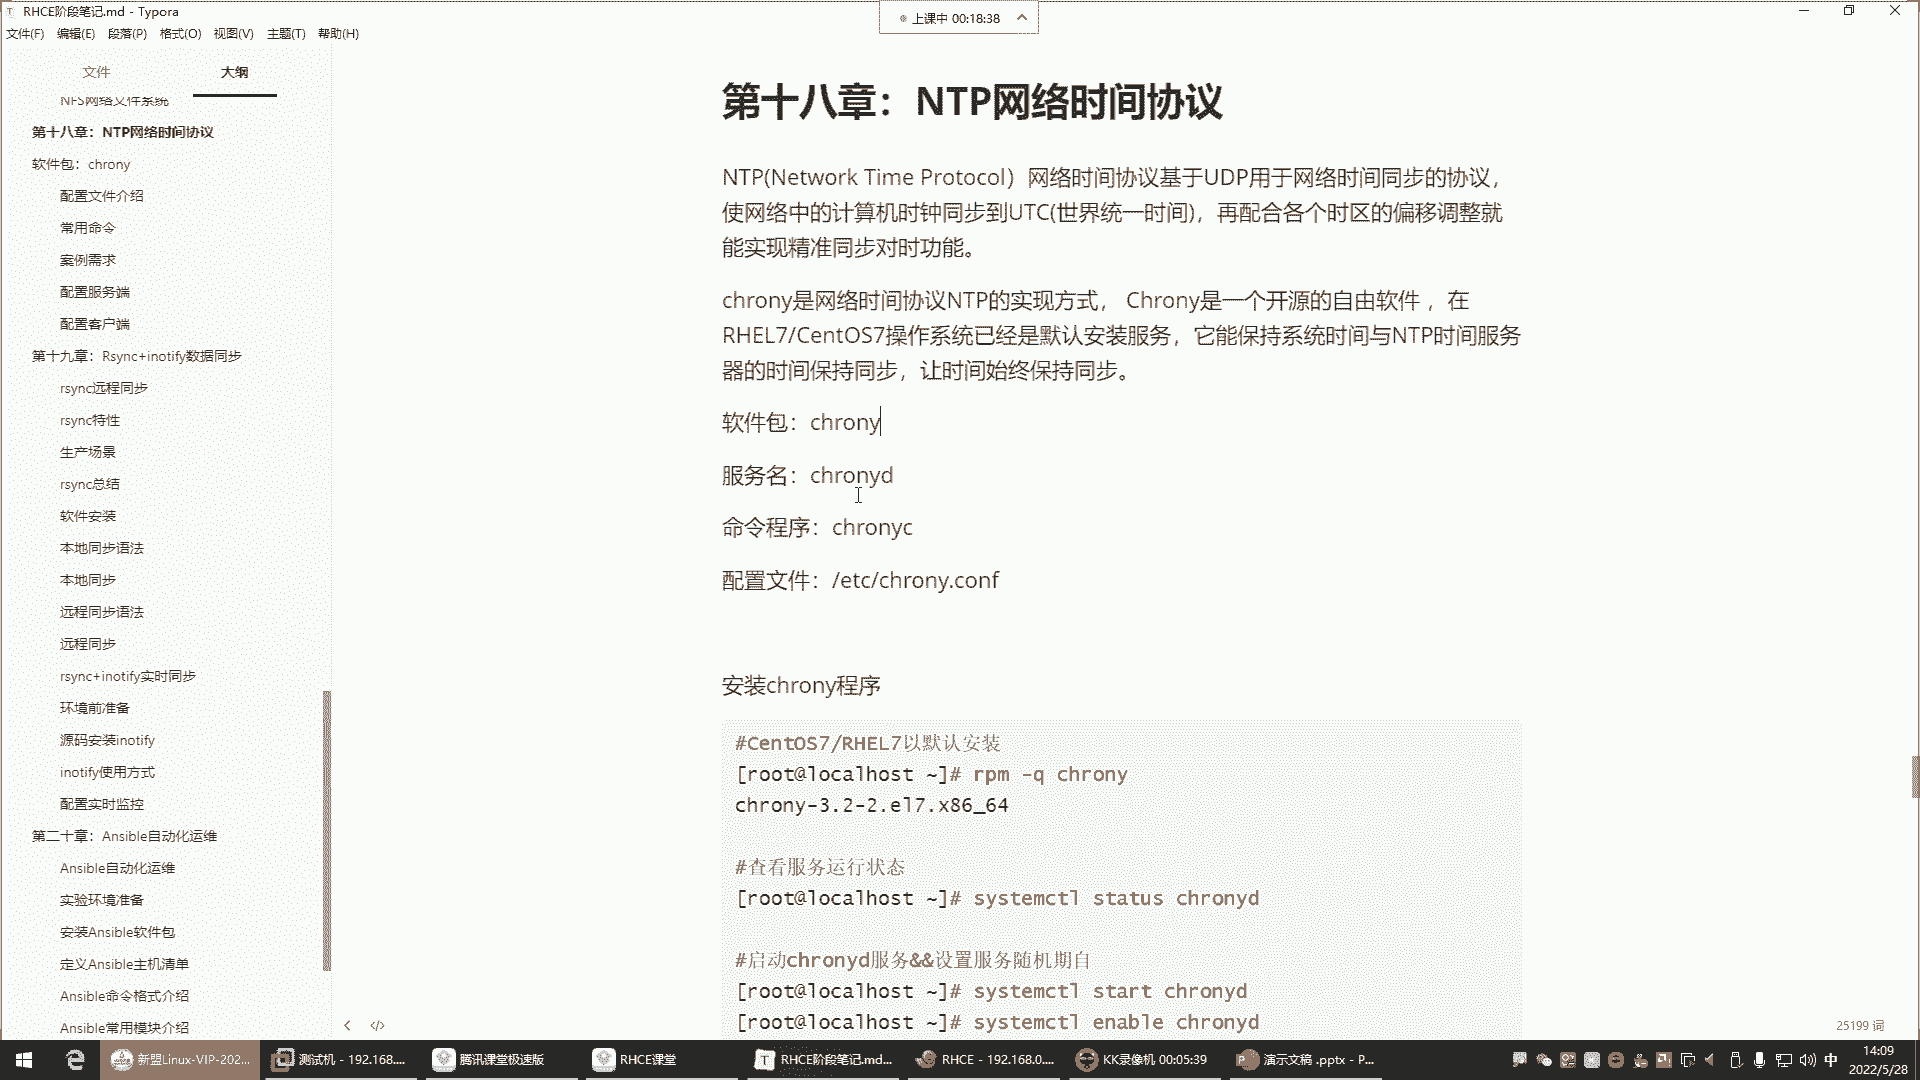 RHCE阶段笔记.md - Typora
上课中 00:18:38
文件(F) 编辑(E) 段落(P) 格式(O) 视图(V) 主题(T) 帮助(H)
文件 大纲
NFS网络文件系统
第十八章：NTP网络时间协议
软件包：chrony
配置文件介绍
常用命令
案例需求
配置服务端
配置客户端
第十九章：Rsync+inotify数据同步
rsync远程同步
rsync特性
生产场景
rsync总结
软件安装
本地同步语法
本地同步
远程同步语法
远程同步
rsync+inotify实时同步
环境前准备
源码安装inotify
inotify使用方式
配置实时监控
第二十章：Ansible自动化运维
Ansible自动化运维
实验环境准备
安装Ansible软件包
定义Ansible主机清单
Ansible命令格式介绍
Ansible常用模块介绍
第十八章：NTP网络时间协议
NTP(Network Time Protocol）网络时间协议基于UDP用于网络时间同步的协议，
使网络中的计算机时钟同步到UTC(世界统一时间)，再配合各个时区的偏移调整就
能实现精准同步对时功能。
chrony是网络时间协议NTP的实现方式， Chrony是一个开源的自由软件 ，在
RHEL7/CentOS7操作系统已经是默认安装服务，它能保持系统时间与NTP时间服务
器的时间保持同步，让时间始终保持同步。
软件包：chrony
服务名：chronyd
命令程序：chronyc
配置文件：/etc/chrony.conf
安装chrony程序
#CentOS7/RHEL7以默认安装
[root@localhost ~]# rpm -q chrony
chrony-3.2-2.el7.x86_64
#查看服务运行状态
[root@localhost ~]# systemctl status chronyd
#启动chronyd服务&&设置服务随机期自
[root@localhost ~]# systemctl start chronyd
[root@localhost ~]# systemctl enable chronyd
25199 词
新盟Linux-VIP-202...
测试机 - 192.168....
腾讯课堂极速版
RHCE课堂
RHCE阶段笔记.md...
RHCE - 192.168.0....
KK录像机 00:05:39
演示文稿 .pptx - P...
中
14:09
2022/5/28